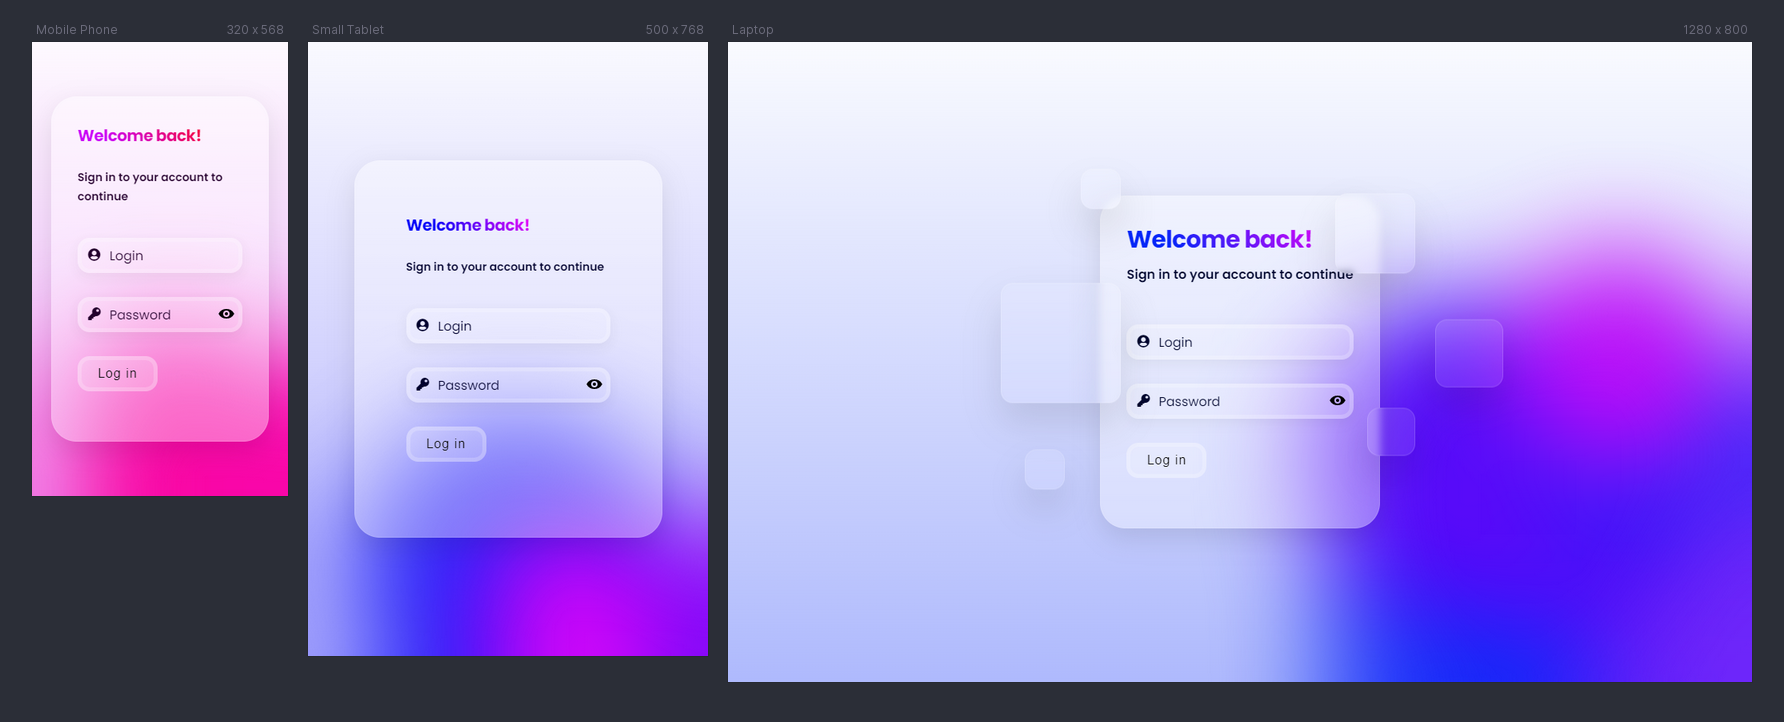 Mobile Phone
320 x 568
Welcome back!
Sign in to your account to
continue
Login
Password
Log in
Small Tablet
500 x 768
Welcome back!
Sign in to your account to continue
Login
Password
Log in
Laptop
1280 x 800
Welcome back!
Sign in to your account to continue
Login
Password
Log in